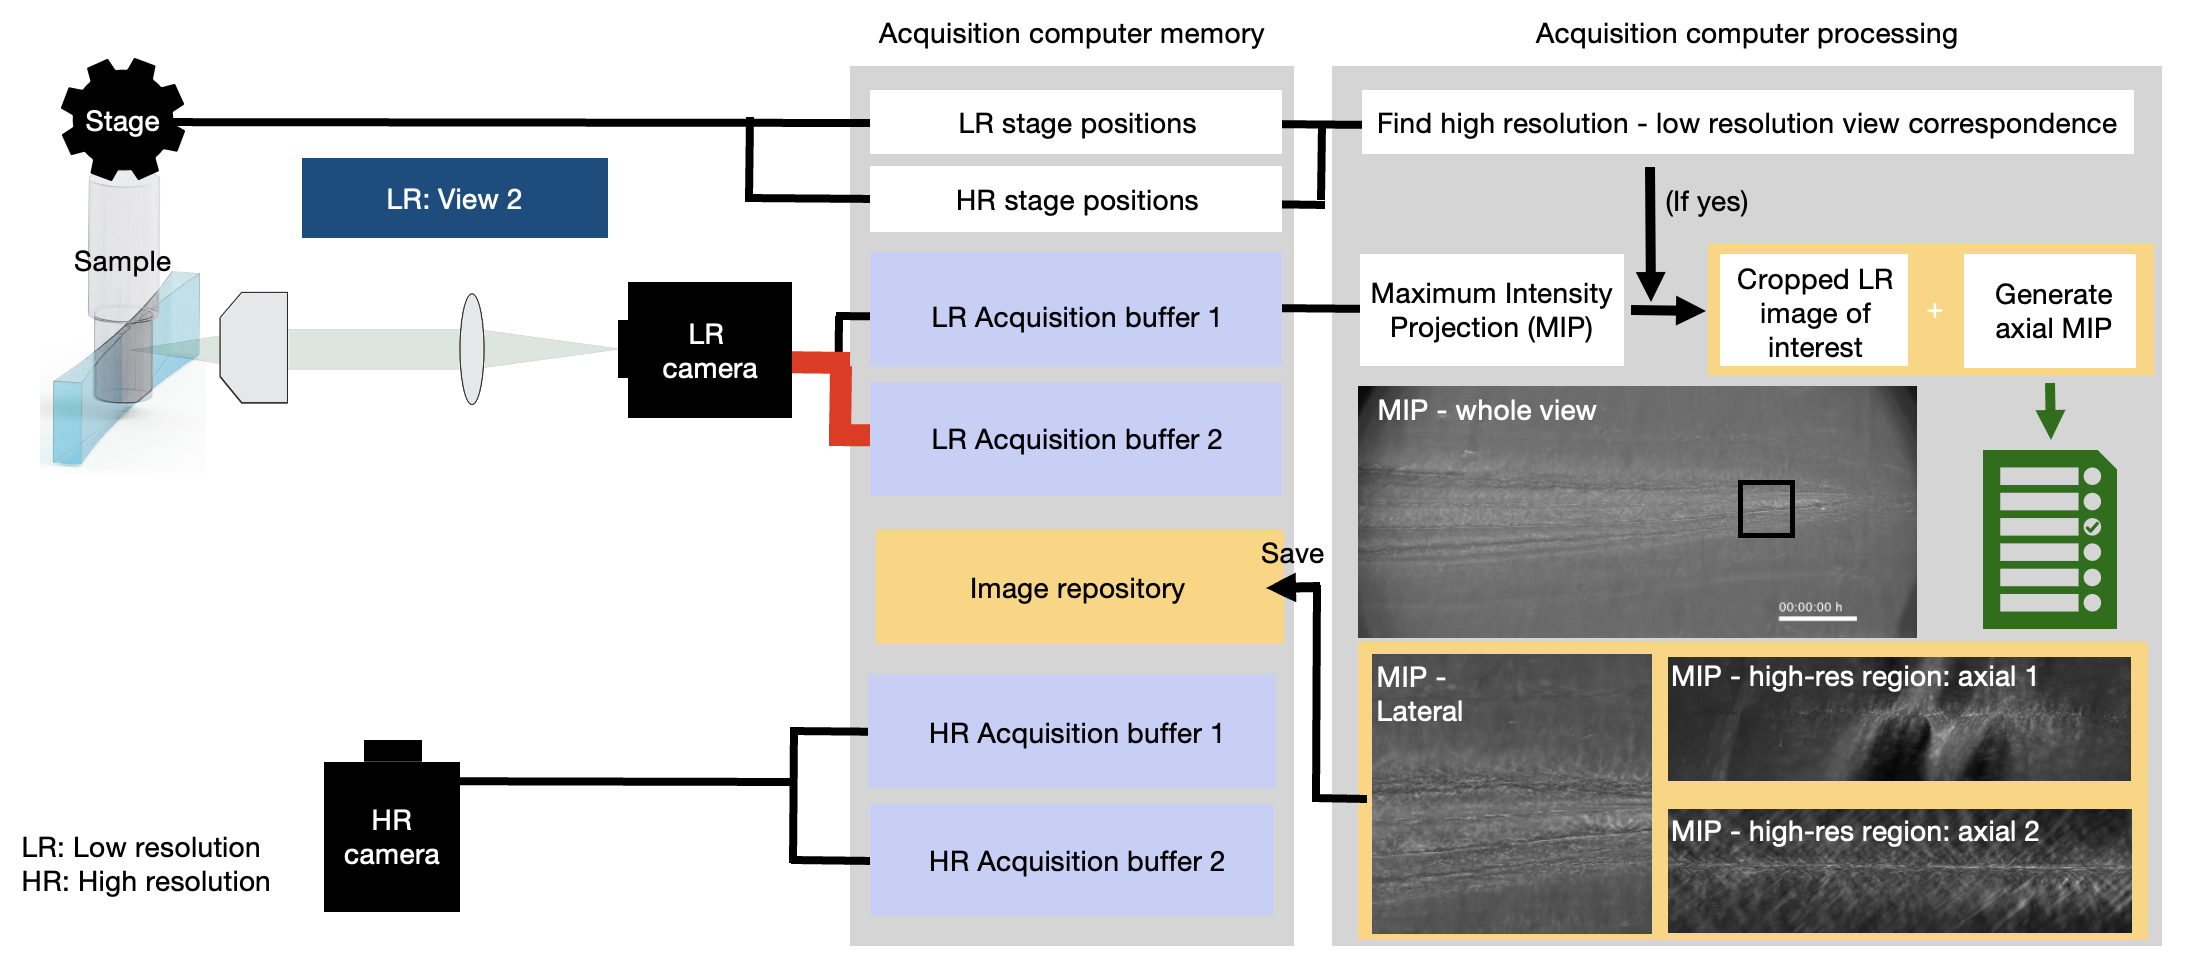 Acquisition computer memory
Acquisition computer processing
Stage
LR stage positions
Find high resolution - low resolution view correspondence
LR: View 2
HR stage positions
(If yes)
Sample
LR Acquisition buffer 1
Maximum Intensity
Projection (MIP)
Cropped LR
image of
interest
+
Generate
axial MIP
LR
camera
MIP - whole view
LR Acquisition buffer 2
Save
Image repository
00:00:00 h
MIP -
Lateral
MIP - high-res region: axial 1
HR Acquisition buffer 1
HR
camera
MIP - high-res region: axial 2
HR Acquisition buffer 2
LR: Low resolution
HR: High resolution